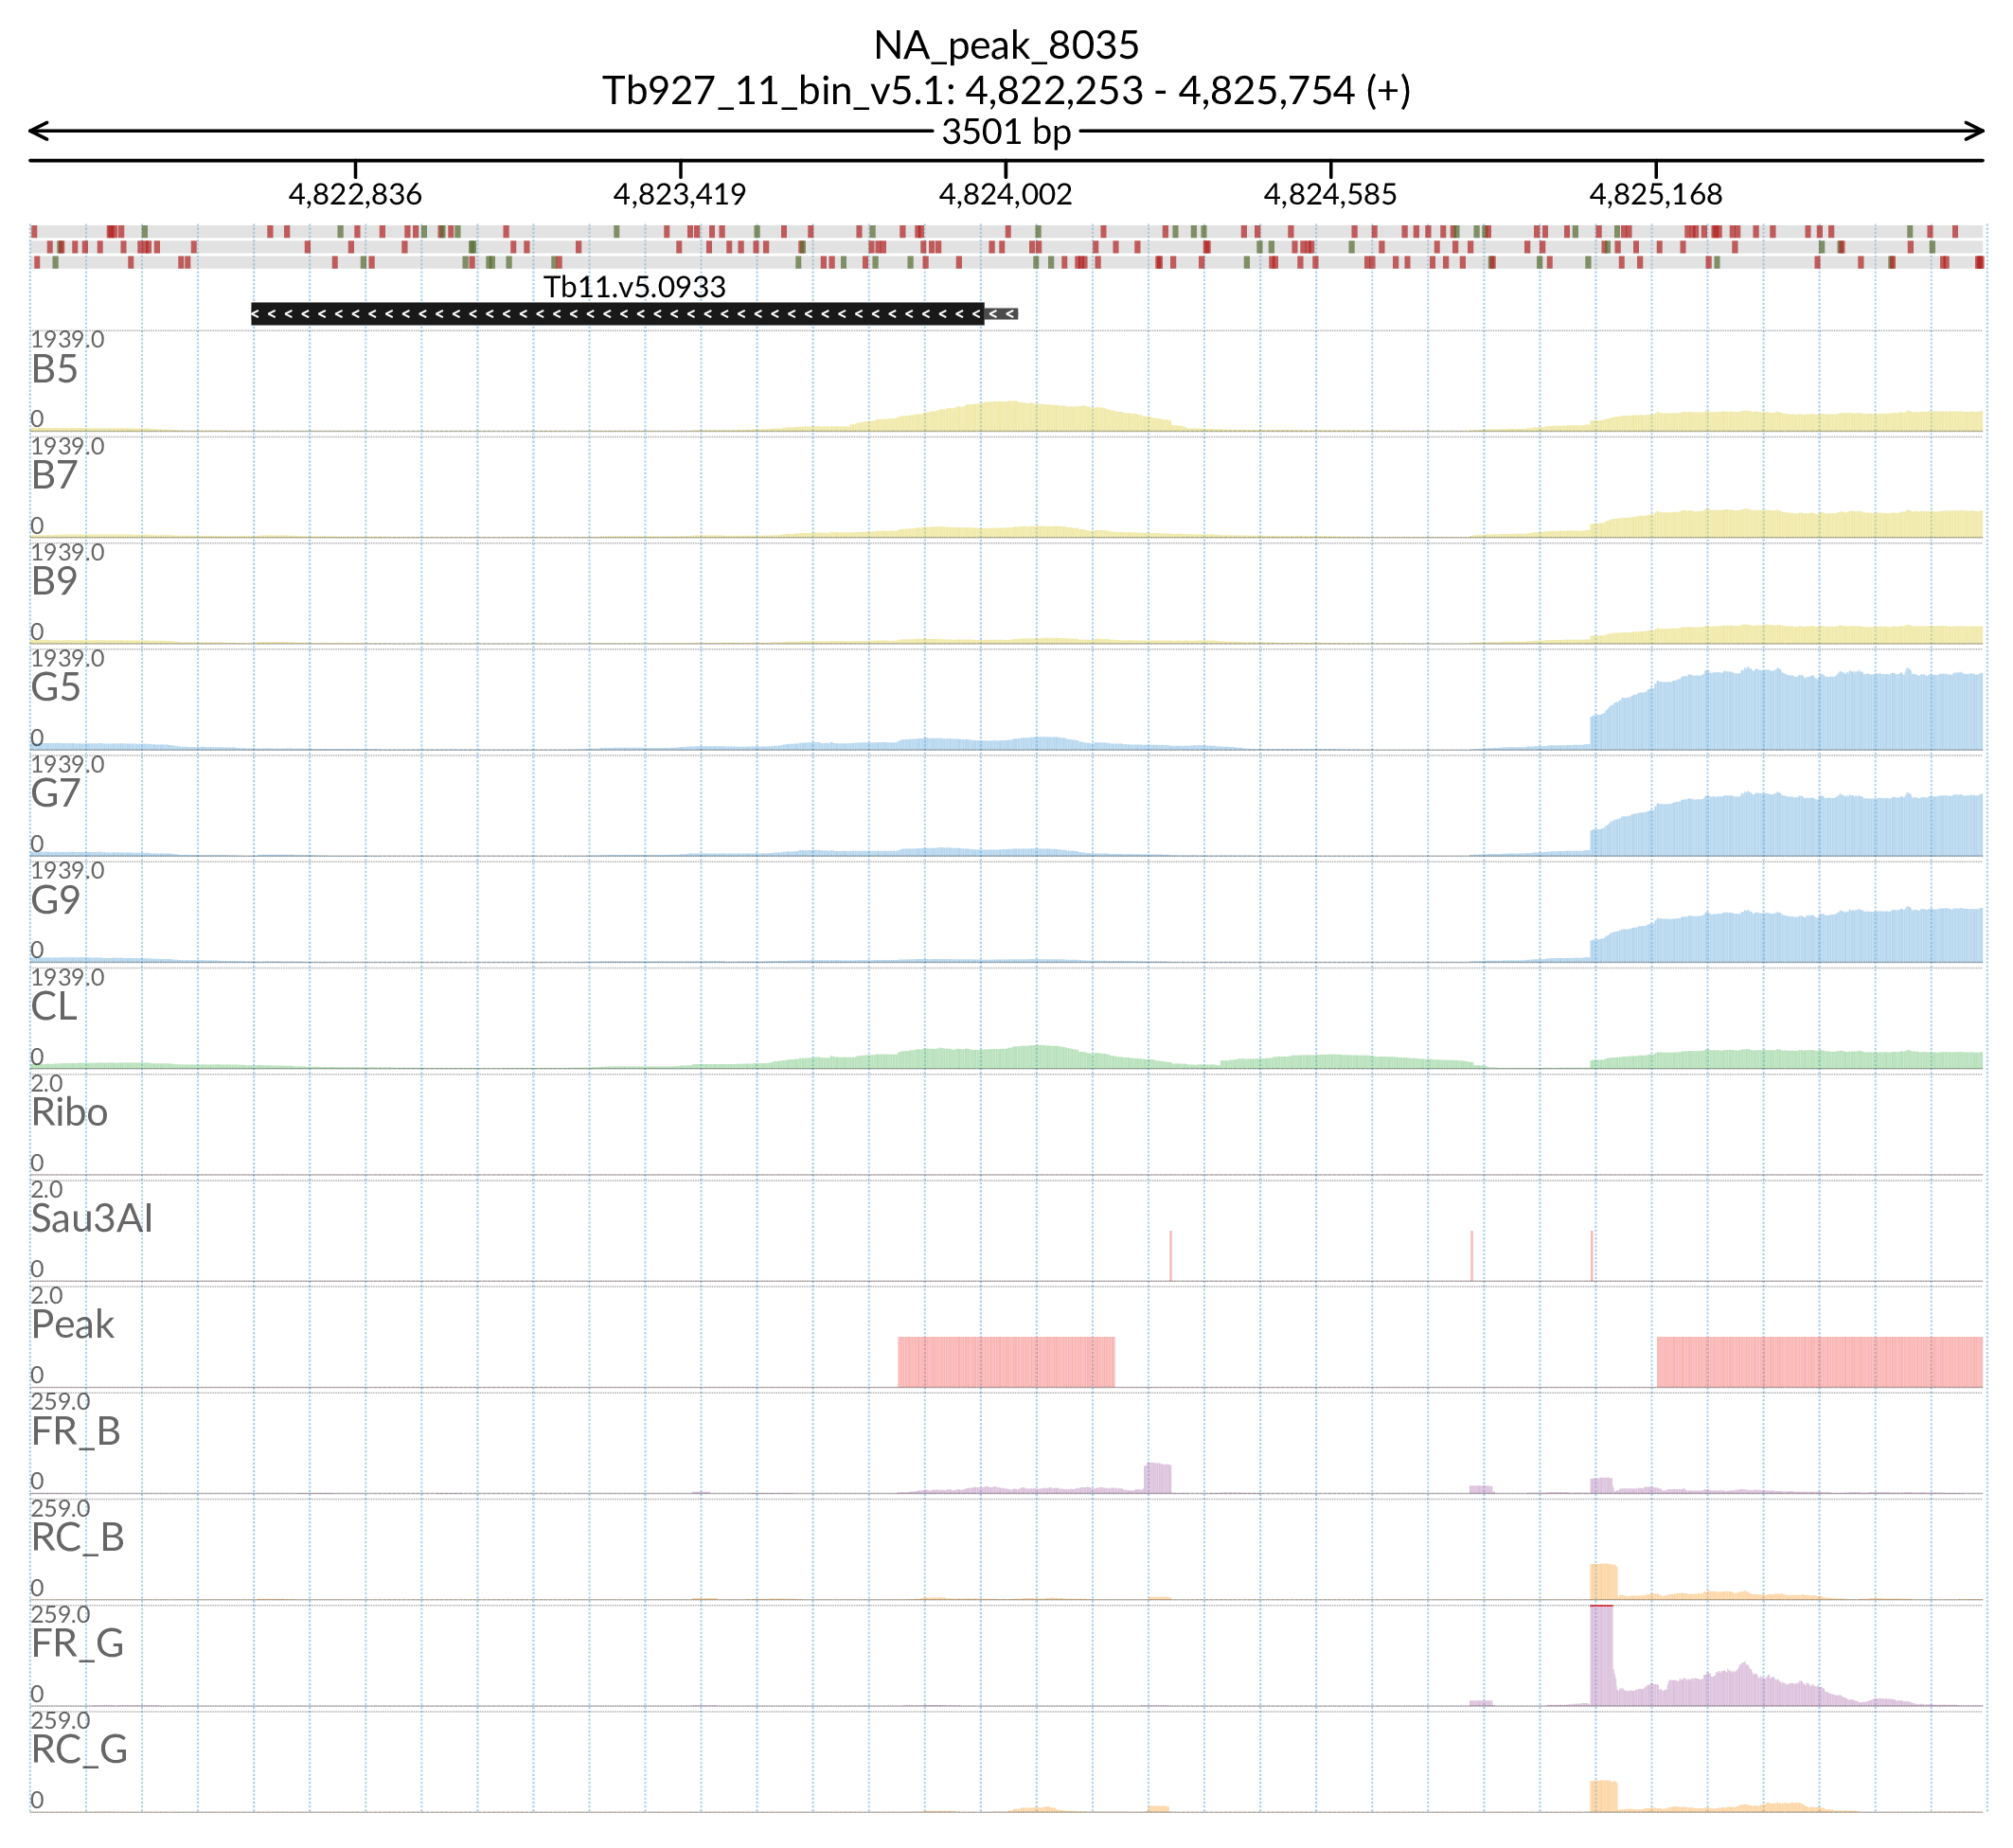 NA_peak_8035
Tb927_11_bin_v5.1: 4,822,253 - 4,825,754 (+)
3501 bp
4,822,836 4,823,419 4,824,002 4,824,585 4,825,168
Tb11.v5.0933
1939.0
B5
0
1939.0
B7
0
1939.0
B9
0
1939.0
G5
0
1939.0
G7
0
1939.0
G9
0
1939.0
CL
0
2.0
Ribo
0
2.0
Sau3AI
0
2.0
Peak
0
259.0
FR_B
0
259.0
RC_B
0
259.0
FR_G
0
259.0
RC_G
0